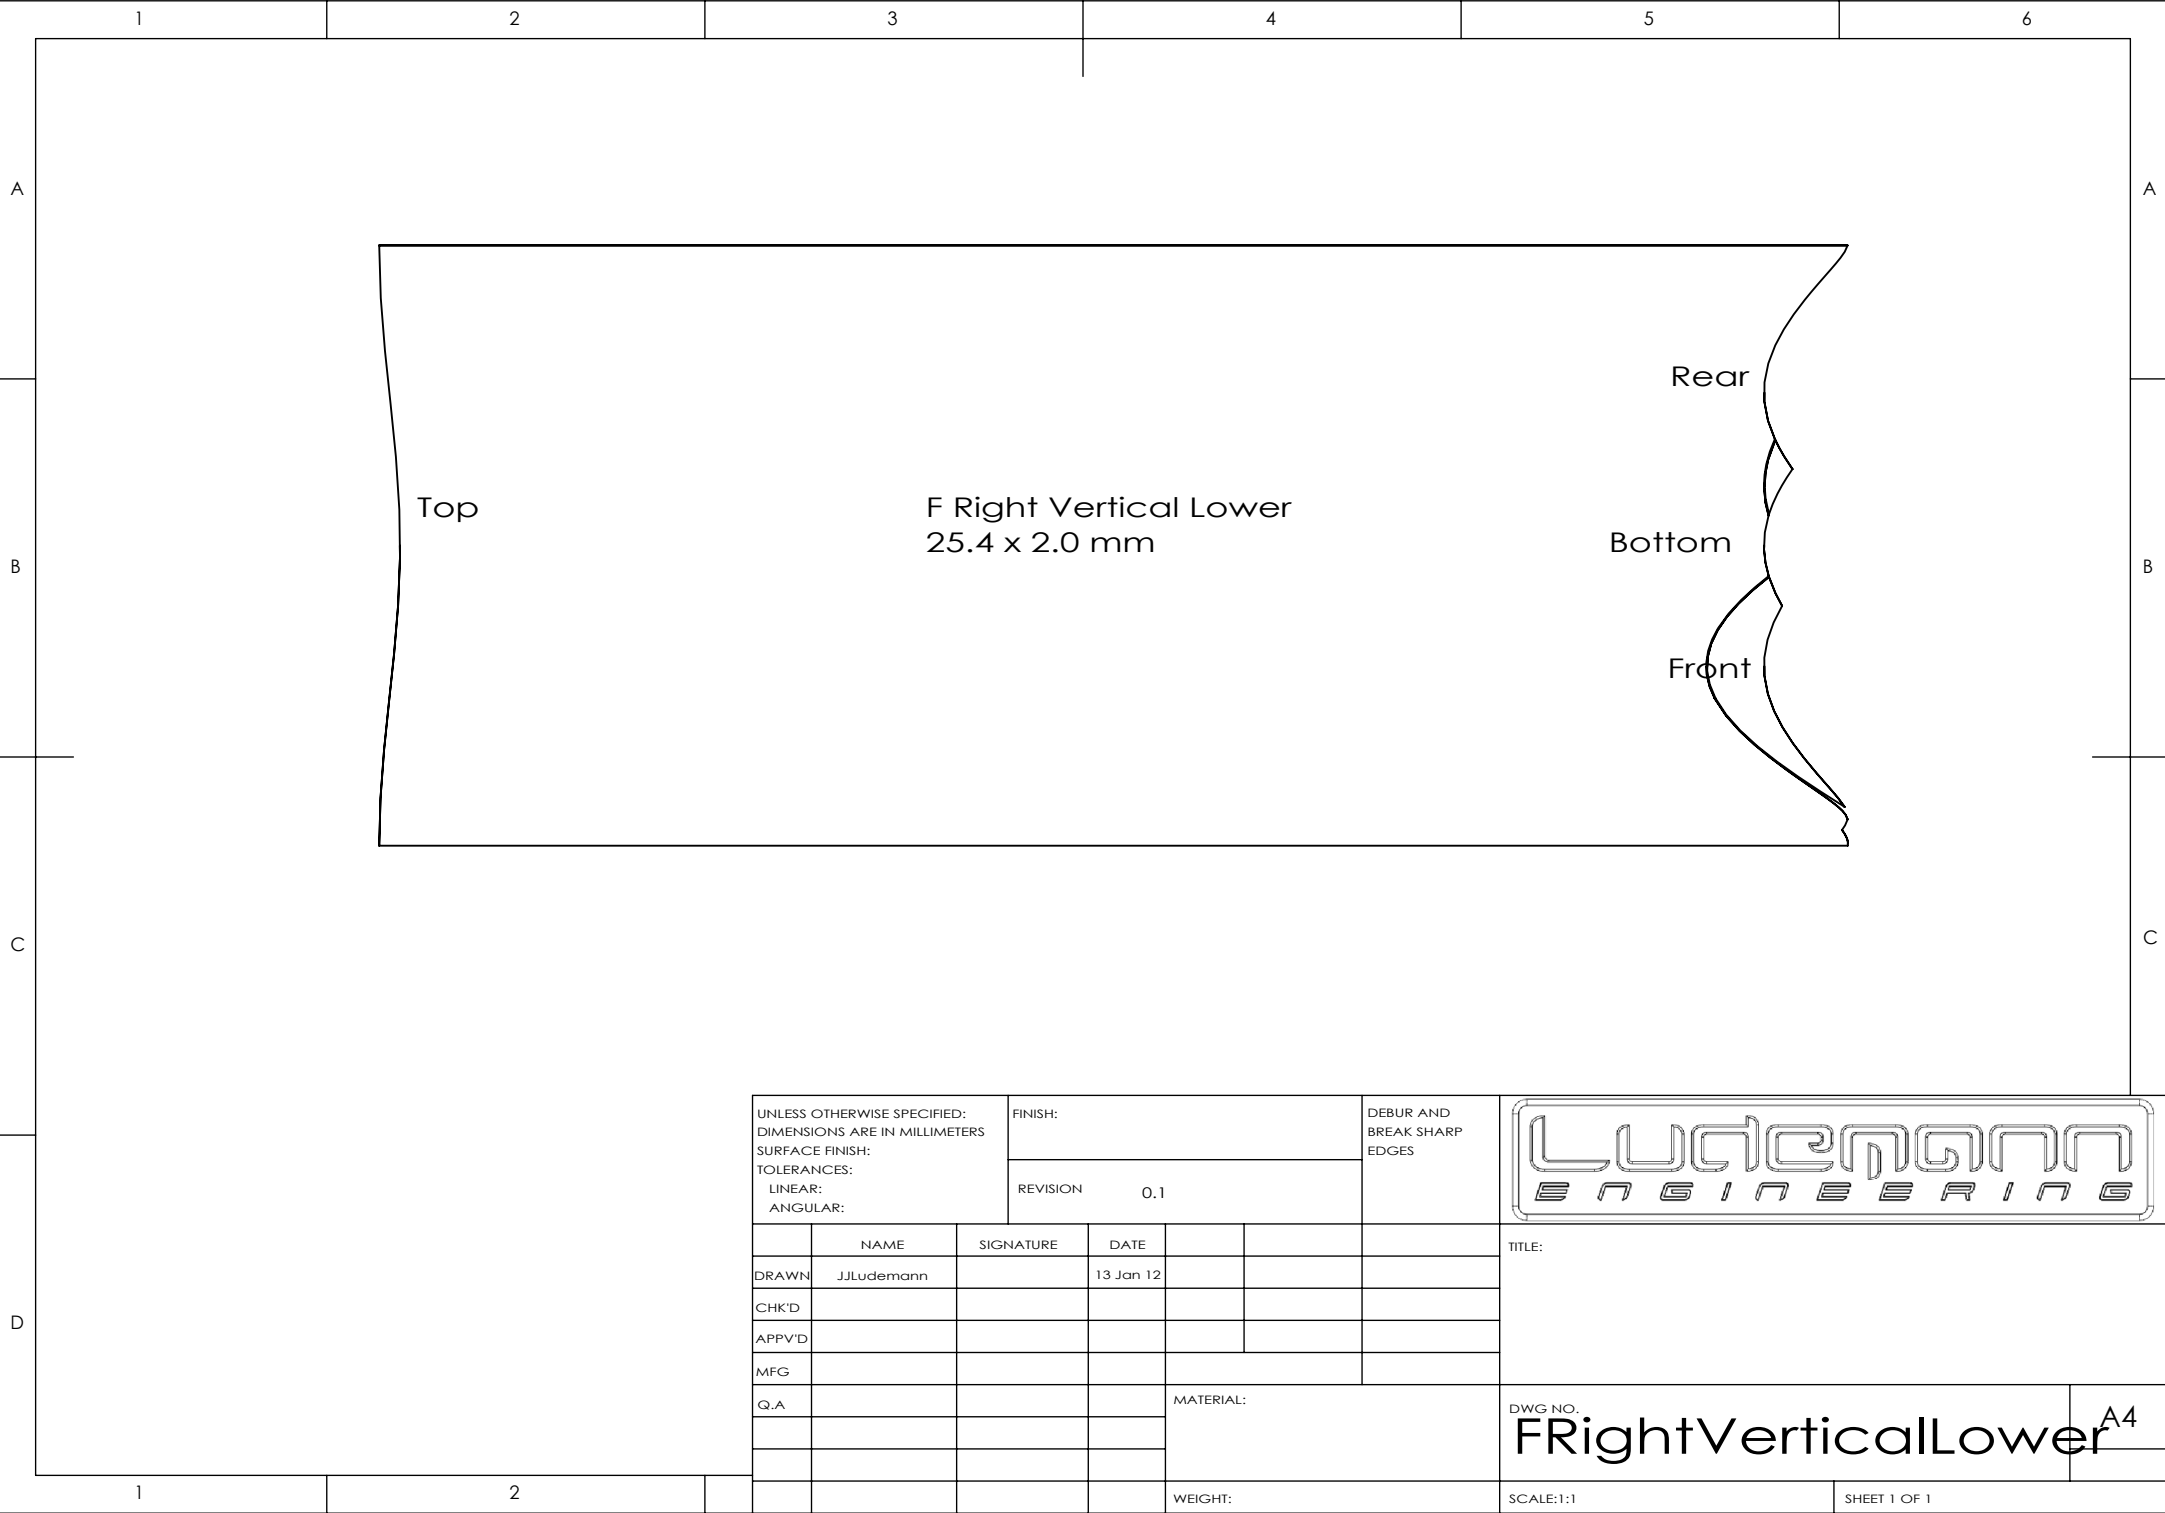 1 2 3 4 5 6
A A
Rear
Top
F Right Vertical Lower
25.4 x 2.0 mm
Bottom
B B
Front
C C
D
UNLESS OTHERWISE SPECIFIED:
DIMENSIONS ARE IN MILLIMETERS
SURFACE FINISH:
TOLERANCES:
LINEAR:
ANGULAR:
FINISH:
REVISION 0.1
DEBUR AND
BREAK SHARP
EDGES
Ludemann
ENGINEERING
NAME SIGNATURE DATE
DRAWN JJLudemann 13 Jan 12
CHK'D
APPV'D
MFG
Q.A
MATERIAL:
WEIGHT:
TITLE:
DWG NO.
FRightVerticalLower
A4
SCALE:1:1
SHEET 1 OF 1
1 2